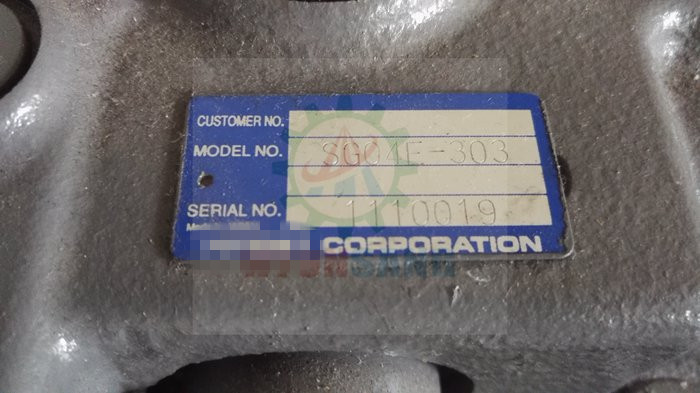 CUSTOMER NO.
MODEL NO. SG04E-303
SERIAL NO. 1110019
CORPORATION